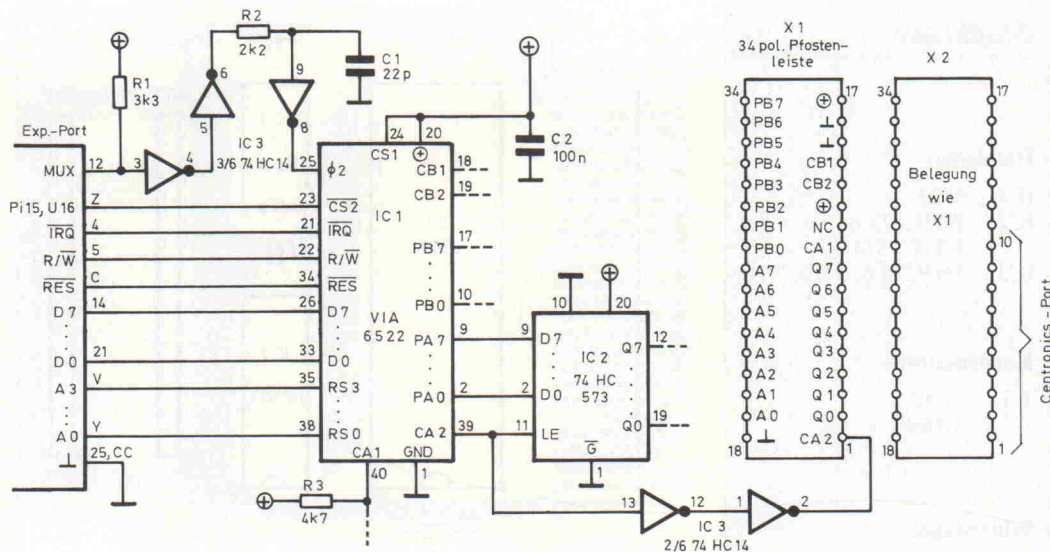 R2
2k2
6
9
C1
22p
R1
3k3
5
8
IC 3
3/6 74 HC 14
Exp.-Port
MUX
12
3
4
Pi15, U16
Z
IRQ
4
R/W
5
RES
C
D7
14
D0
21
A3
V
A0
Y
⊥
25, CC
24
20
CS1
⊕
C2
100n
25
ϕ2
23
CS2
21
IRQ
22
R/W
34
RES
26
D7
33
D0
35
RS3
38
RS0
IC 1
VIA
6522
CB1
18
CB2
19
PB7
17
PB0
10
PA7
9
PA0
2
CA2
39
CA1
GND
40
1
R3
4k7
10
20
9
D7
Q7
12
IC 2
74 HC
573
2
D0
Q0
19
11
LE
G
1
13
12
1
2
IC 3
2/6 74 HC 14
X 1
34 pol. Pfosten-
leiste
34
17
PB7 ⊕
PB6 ⊥
PB5 ⊥
PB4 CB1
PB3 CB2
PB2 ⊕
PB1 NC
PB0 CA1
A7 Q7
A6 Q6
A5 Q5
A4 Q4
A3 Q3
A2 Q2
A1 Q1
A0 Q0
⊥ CA2
18
1
X 2
34
17
Belegung
wie
X1
10
18
1
Centronics-Port